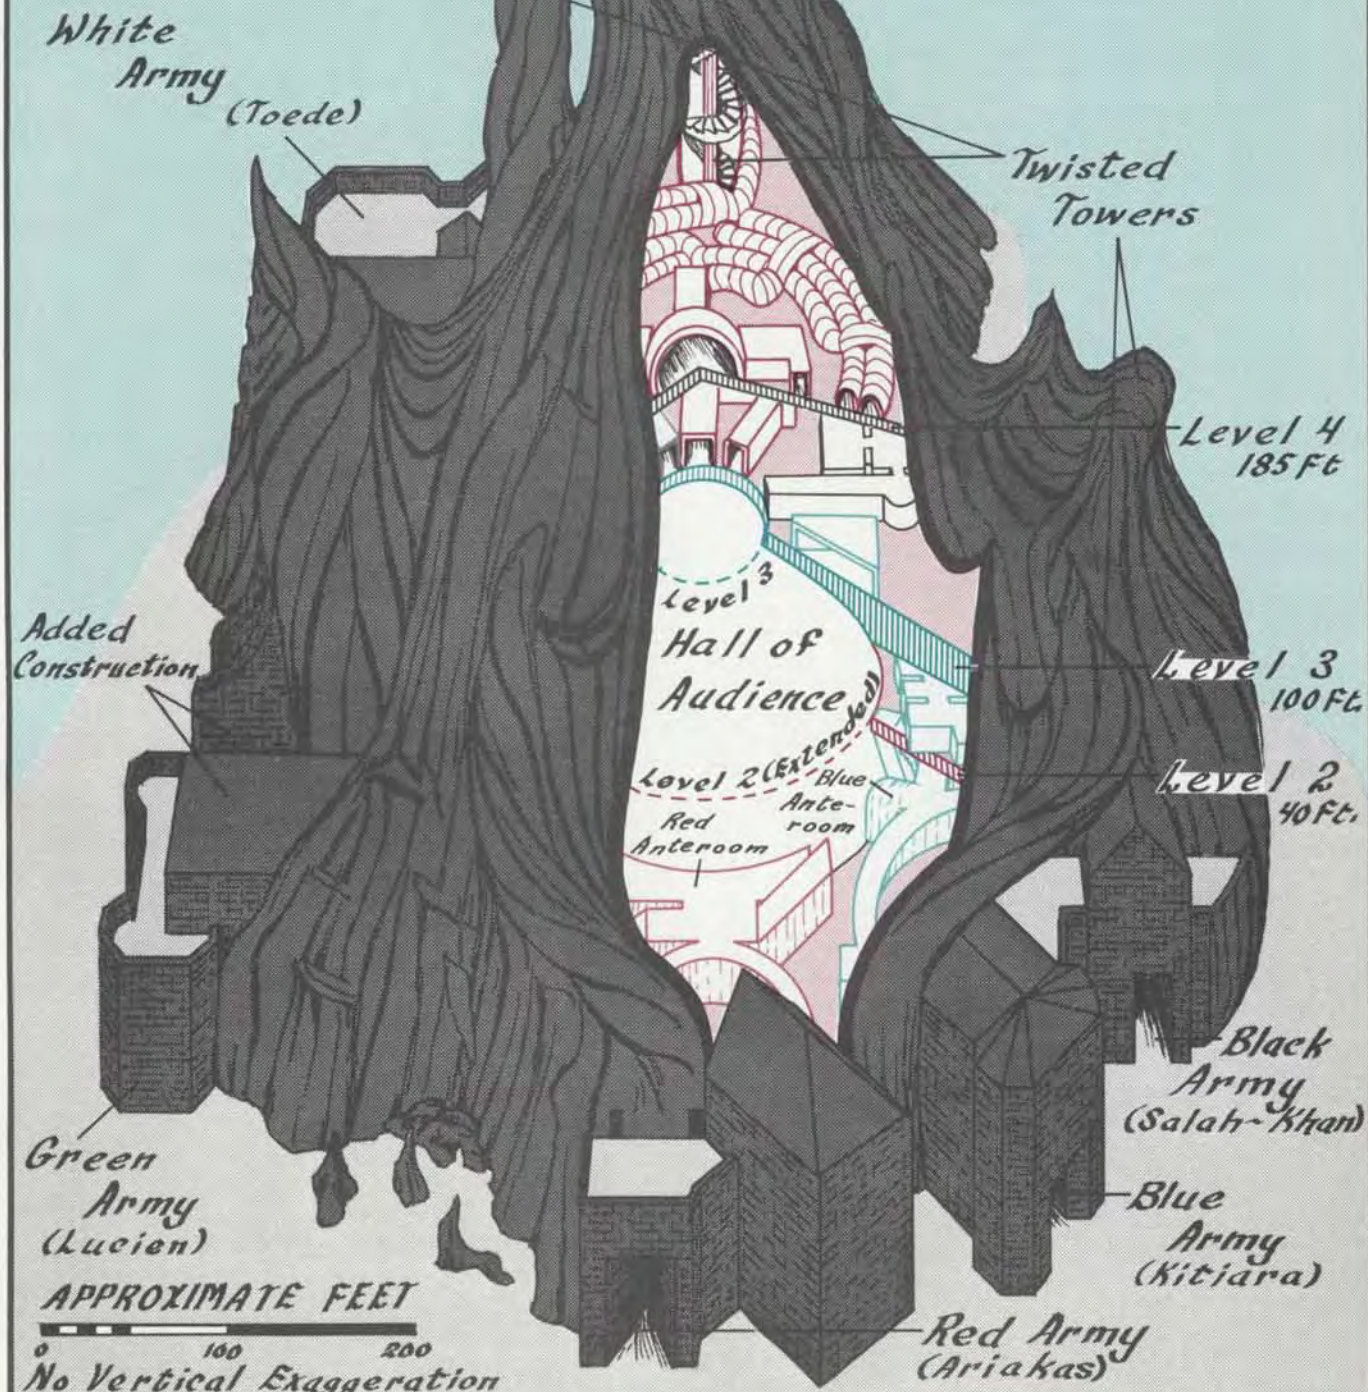 White
Army
(Toede)
Twisted
Towers
Level 4
185 Ft
Level 3
Hall of
Audience
Level 2 (Extended)
Added
Construction
Level 3
100 Ft.
Level 2
40 Ft.
Blue
Ante-
room
Red
Anteroom
Black
Army
(Salah-Khan)
Green
Army
(Lucien)
Blue
Army
(Kitiara)
Red Army
(Ariakas)
APPROXIMATE FEET
0 100 200
No Vertical Exaggeration